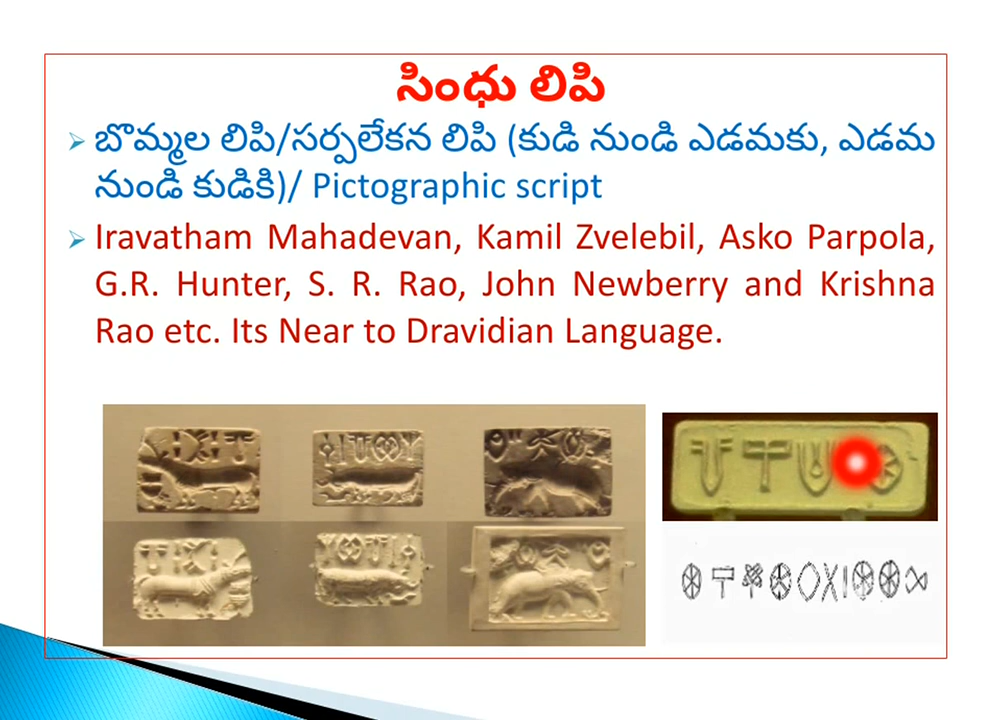 సింధు లిపి
బొమ్మల లిపి/సర్పలేకన లిపి (కుడి నుండి ఎడమకు, ఎడమ
నుండి కుడికి)/ Pictographic script
Iravatham Mahadevan, Kamil Zvelebil, Asko Parpola,
G.R. Hunter, S. R. Rao, John Newberry and Krishna
Rao etc. Its Near to Dravidian Language.